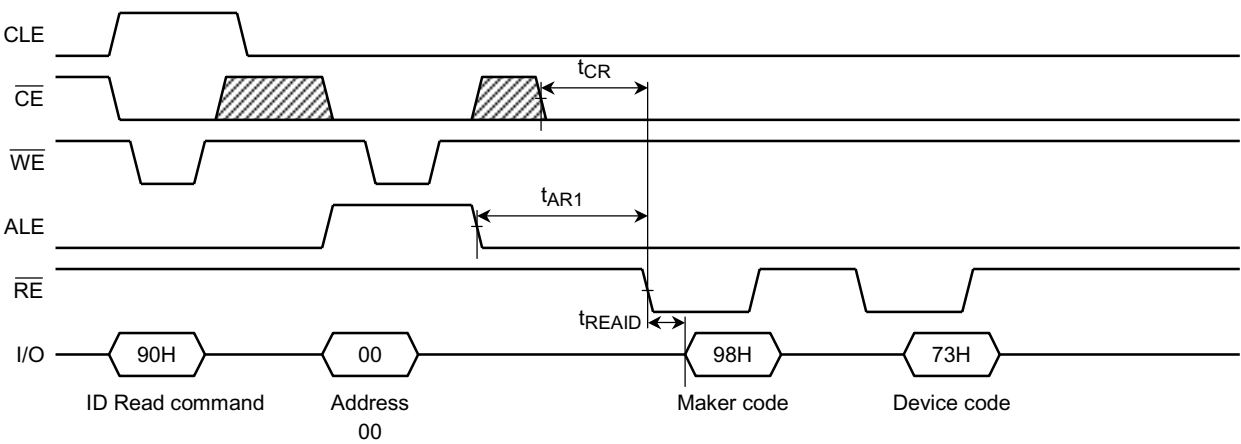 CLE
tCR
CE
WE
tAR1
ALE
RE
tREAID
I/O 90H 00 98H 73H
ID Read command Address Maker code Device code
00